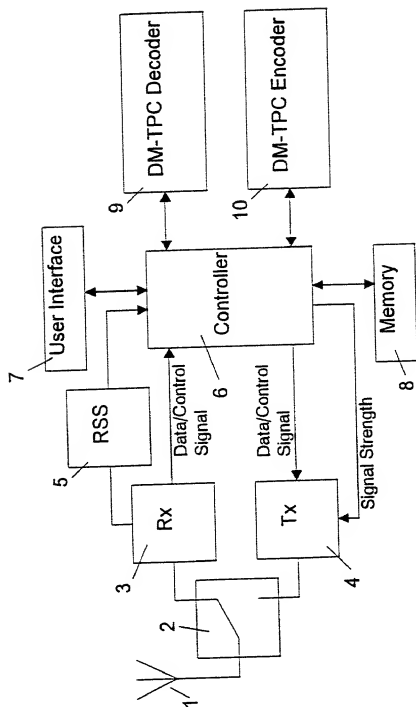 1
2
3
Rx
4
Tx
5
RSS
Data/Control
Signal
Data/Control
Signal
Signal Strength
6
Controller
7
User Interface
8
Memory
9
DM-TPC Decoder
10
DM-TPC Encoder